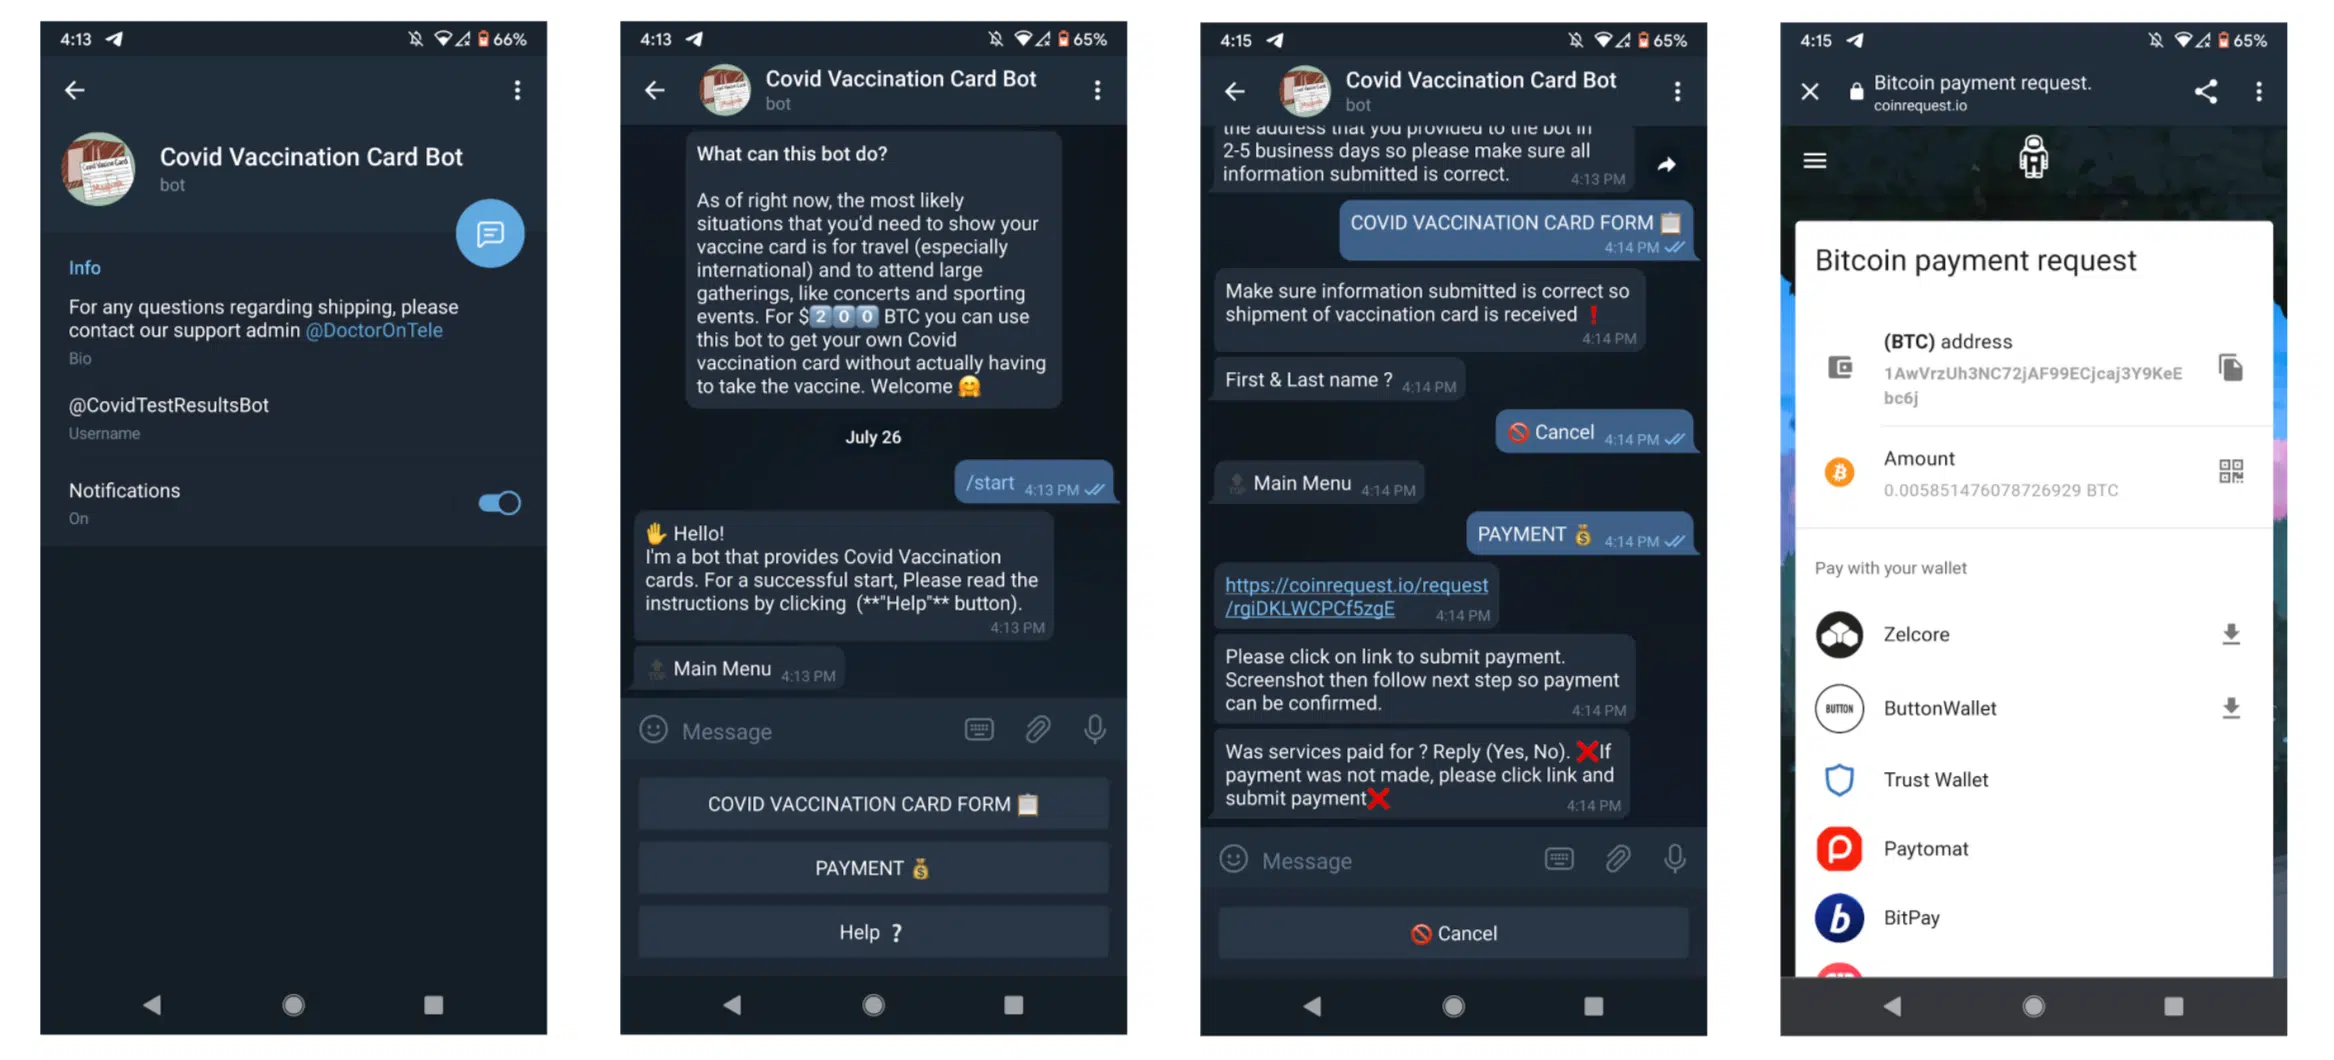 4:13
66%
Covid Vaccination Card Bot
bot
Info
For any questions regarding shipping, please
contact our support admin @DoctorOnTele
Bio
@CovidTestResultsBot
Username
Notifications
On
4:13
65%
Covid Vaccination Card Bot
bot
What can this bot do?
As of right now, the most likely
situations that you'd need to show your
vaccine card is for travel (especially
international) and to attend large
gatherings, like concerts and sporting
events. For $2️⃣0️⃣0️⃣ BTC you can use
this bot to get your own Covid
vaccination card without actually having
to take the vaccine. Welcome 🤗
July 26
/start 4:13 PM
🖐 Hello!
I'm a bot that provides Covid Vaccination
cards. For a successful start, Please read the
instructions by clicking (**"Help"** button).
4:13 PM
🔝 Main Menu 4:13 PM
Message
COVID VACCINATION CARD FORM 📋
PAYMENT 💰
Help ❔
4:15
65%
Covid Vaccination Card Bot
bot
the address that you provided to the bot in
2-5 business days so please make sure all
information submitted is correct. 4:13 PM
COVID VACCINATION CARD FORM 📋
4:14 PM
Make sure information submitted is correct so
shipment of vaccination card is received ❗
4:14 PM
First & Last name ? 4:14 PM
🚫 Cancel 4:14 PM
🔝 Main Menu 4:14 PM
PAYMENT 💰 4:14 PM
https://coinrequest.io/request
/rgiDKLWCPCf5zgE 4:14 PM
Please click on link to submit payment.
Screenshot then follow next step so payment
can be confirmed. 4:14 PM
Was services paid for ? Reply (Yes, No). ❌If
payment was not made, please click link and
submit payment❌ 4:14 PM
Message
🚫 Cancel
4:15
65%
Bitcoin payment request.
coinrequest.io
Bitcoin payment request
(BTC) address
1AwVrzUh3NC72jAF99ECjcaj3Y9KeE
bc6j
Amount
0.005851476078726929 BTC
Pay with your wallet
Zelcore
BUTTON
ButtonWallet
Trust Wallet
Paytomat
BitPay